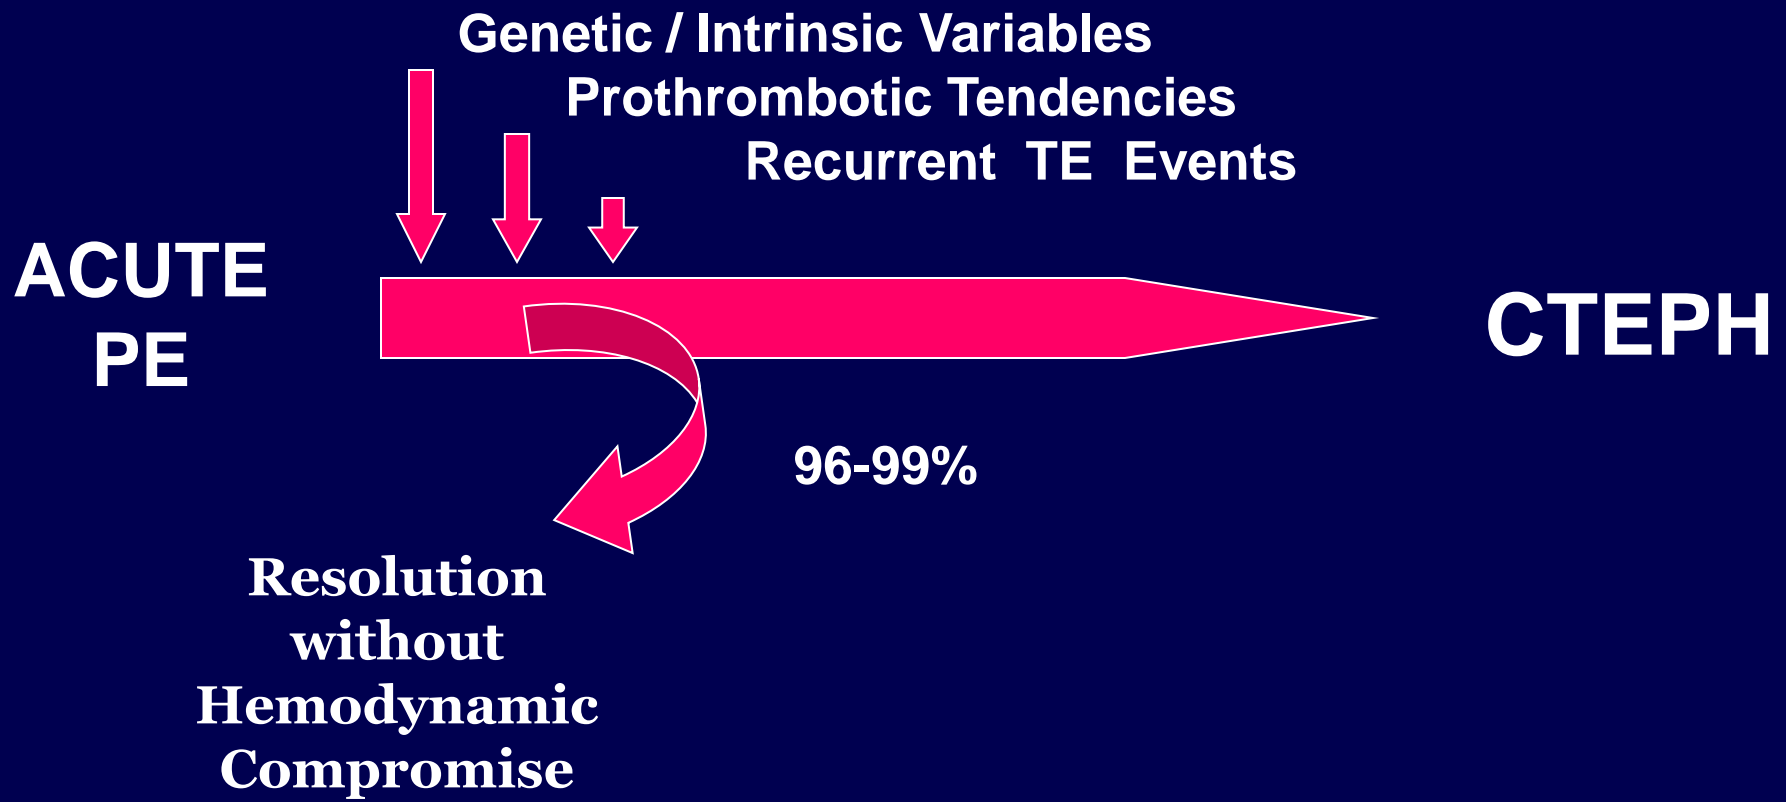 Genetic / Intrinsic Variables
Prothrombotic Tendencies
Recurrent TE Events
ACUTE
PE
CTEPH
96-99%
Resolution
without
Hemodynamic
Compromise